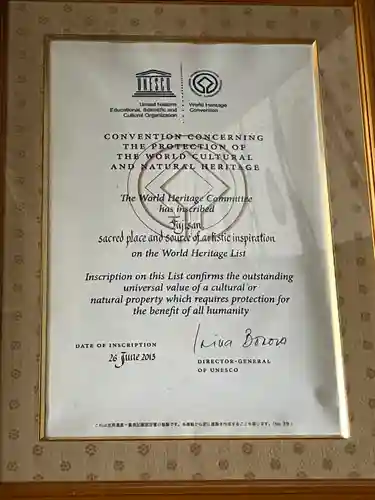 UNESCO
United Nations
Educational, Scientific and
Cultural Organization
World Heritage
Convention
CONVENTION CONCERNING
THE PROTECTION OF
THE WORLD CULTURAL
AND NATURAL HERITAGE
The World Heritage Committee
has inscribed
Fujisan,
sacred place and source of artistic inspiration
on the World Heritage List
Inscription on this List confirms the outstanding
universal value of a cultural or
natural property which requires protection for
the benefit of all humanity
DATE OF INSCRIPTION
26 June 2013
Irina Bokova
DIRECTOR-GENERAL
OF UNESCO